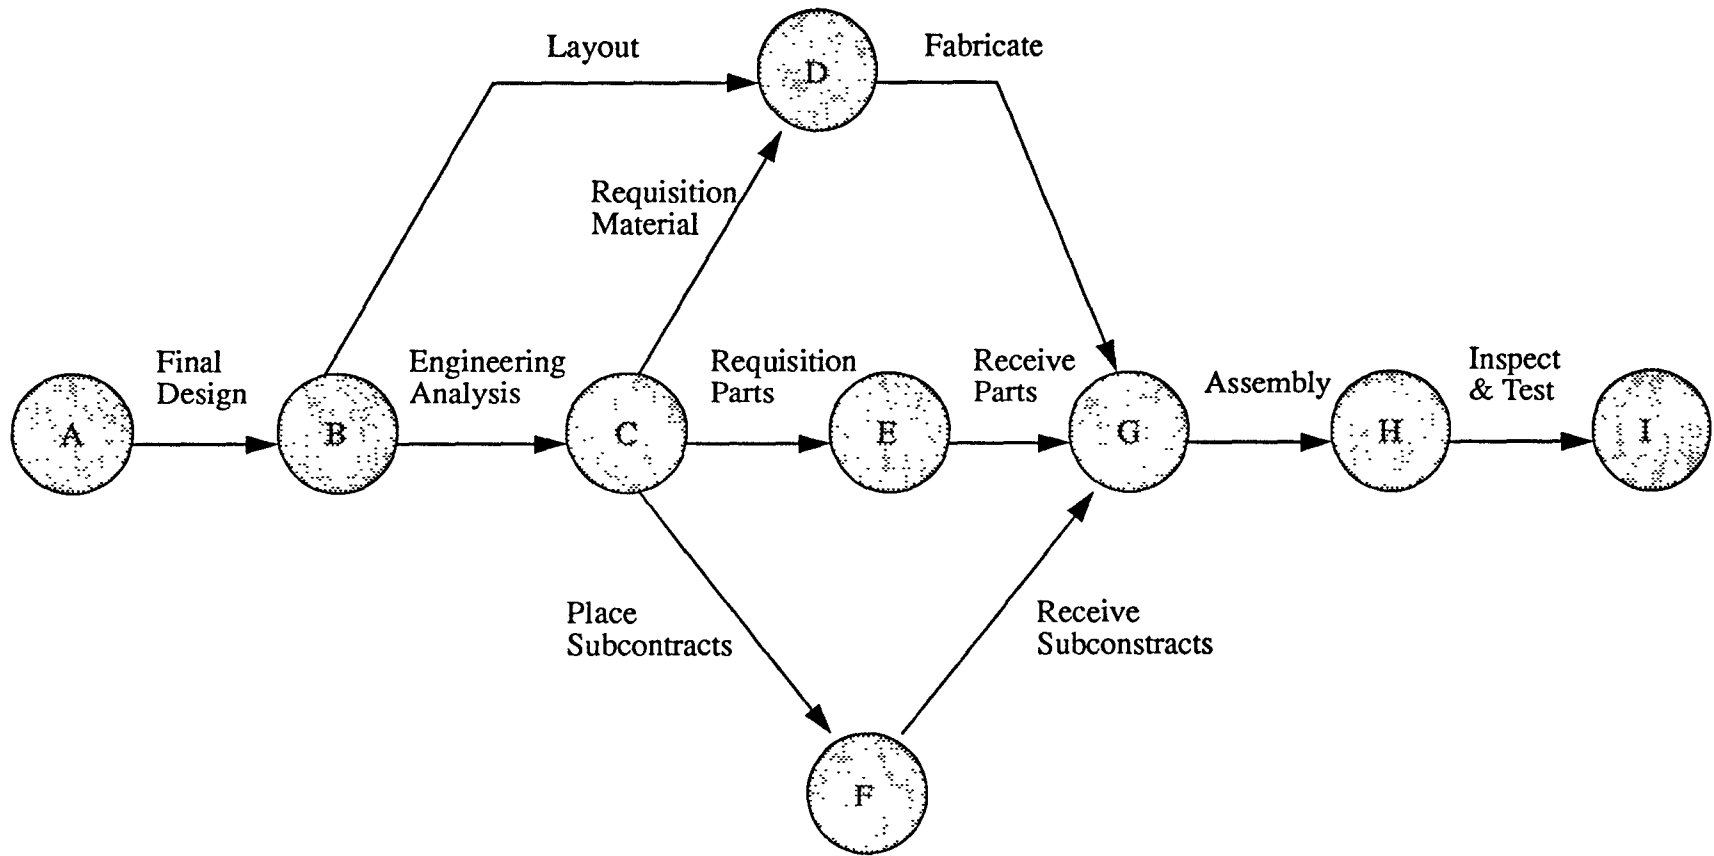 Layout
D
Fabricate
Requisition
Material
Final
Design
Engineering
Analysis
Requisition
Parts
Receive
Parts
Assembly
Inspect
& Test
A
B
C
E
G
H
I
Place
Subcontracts
Receive
Subconstracts
F